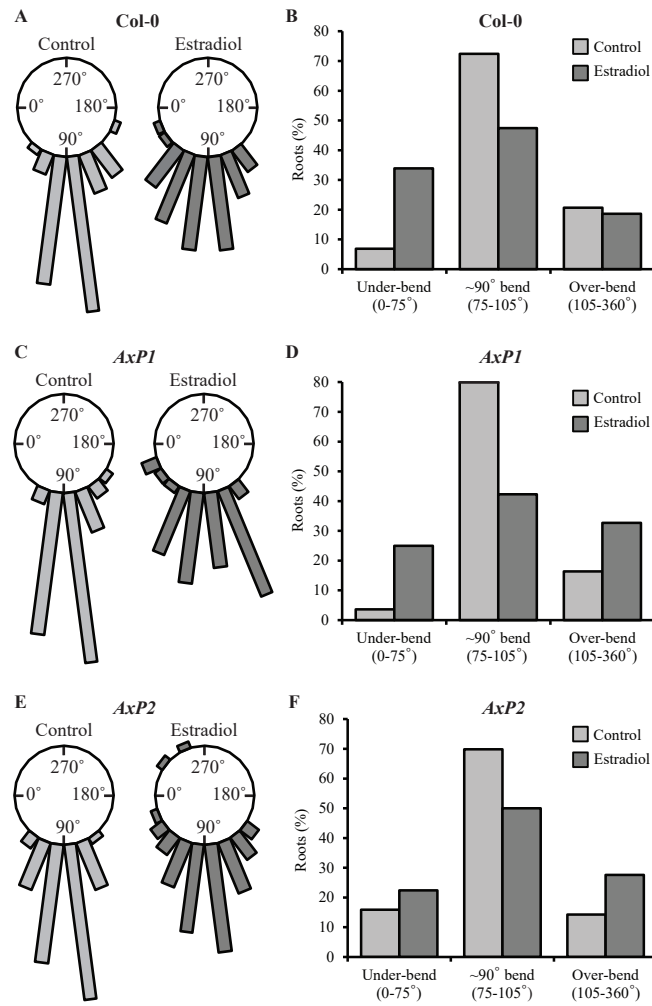 A
Col-0
Control
Estradiol
270°
0°
180°
90°
270°
0°
180°
90°
B
Col-0
80
70
60
50
40
30
20
10
0
Roots (%)
Control
Estradiol
Under-bend
(0-75°)
~90° bend
(75-105°)
Over-bend
(105-360°)
C
AxP1
Control
Estradiol
270°
0°
180°
90°
270°
0°
180°
90°
D
AxP1
80
70
60
50
40
30
20
10
0
Roots (%)
Control
Estradiol
Under-bend
(0-75°)
~90° bend
(75-105°)
Over-bend
(105-360°)
E
AxP2
Control
Estradiol
270°
0°
180°
90°
270°
0°
180°
90°
F
AxP2
80
70
60
50
40
30
20
10
0
Roots (%)
Control
Estradiol
Under-bend
(0-75°)
~90° bend
(75-105°)
Over-bend
(105-360°)